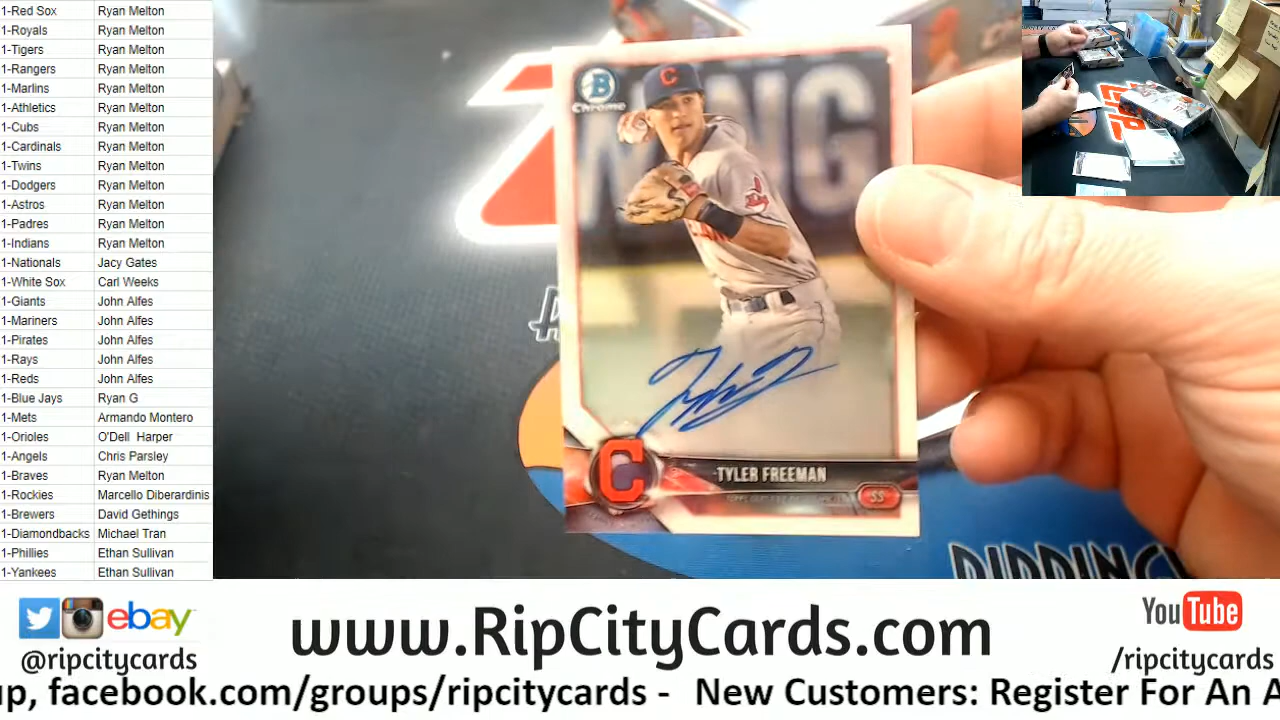 1-Red Sox Ryan Melton
1-Royals Ryan Melton
1-Tigers Ryan Melton
1-Rangers Ryan Melton
1-Marlins Ryan Melton
1-Athletics Ryan Melton
1-Cubs Ryan Melton
1-Cardinals Ryan Melton
1-Twins Ryan Melton
1-Dodgers Ryan Melton
1-Astros Ryan Melton
1-Padres Ryan Melton
1-Indians Ryan Melton
1-Nationals Jacy Gates
1-White Sox Carl Weeks
1-Giants John Alfes
1-Mariners John Alfes
1-Pirates John Alfes
1-Rays John Alfes
1-Reds John Alfes
1-Blue Jays Ryan G
1-Mets Armando Montero
1-Orioles O'Dell Harper
1-Angels Chris Parsley
1-Braves Ryan Melton
1-Rockies Marcello Diberardinis
1-Brewers David Gethings
1-Diamondbacks Michael Tran
1-Phillies Ethan Sullivan
1-Yankees Ethan Sullivan
B
Chrome
C
NG
C
TYLER FREEMAN
SS
ebay
@ripcitycards
www.RipCityCards.com
YouTube
/ripcitycards
up, facebook.com/groups/ripcitycards - New Customers: Register For An A